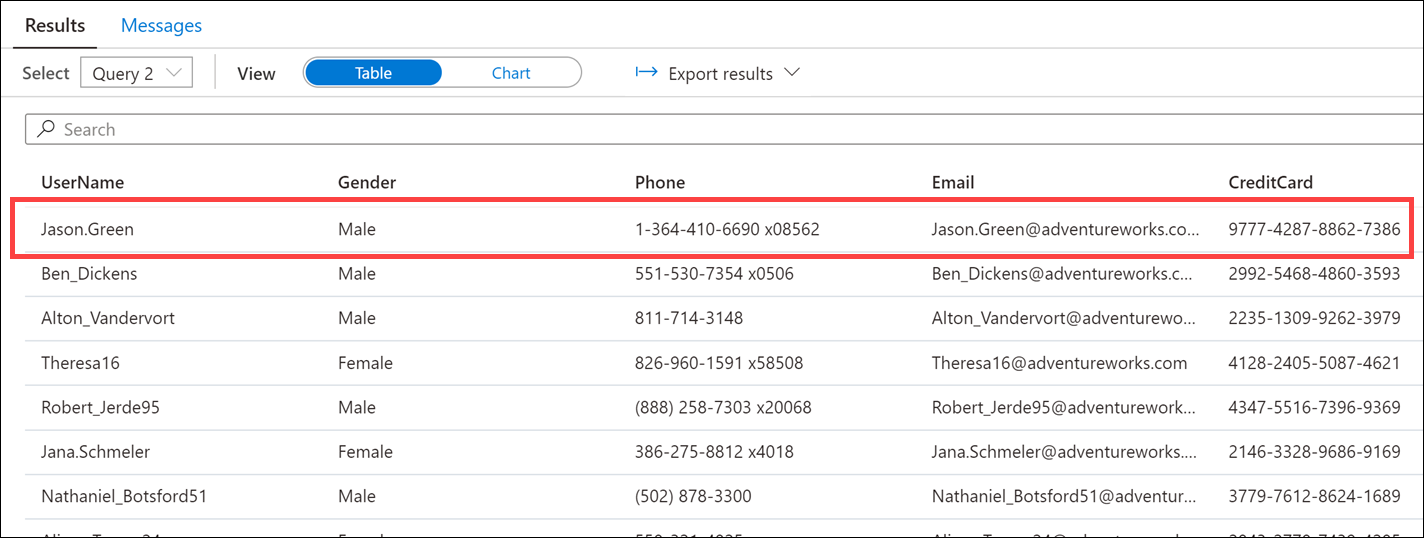 Results Messages
Select Query 2 View Table Chart Export results
Search
UserName Gender Phone Email CreditCard
Jason.Green Male 1-364-410-6690 x08562 Jason.Green@adventureworks.co... 9777-4287-8862-7386
Ben_Dickens Male 551-530-7354 x0506 Ben_Dickens@adventureworks.c... 2992-5468-4860-3593
Alton_Vandervort Male 811-714-3148 Alton_Vandervort@adventurewo... 2235-1309-9262-3979
Theresa16 Female 826-960-1591 x58508 Theresa16@adventureworks.com 4128-2405-5087-4621
Robert_Jerde95 Male (888) 258-7303 x20068 Robert_Jerde95@adventurework... 4347-5516-7396-9369
Jana.Schmeler Female 386-275-8812 x4018 Jana.Schmeler@adventureworks.... 2146-3328-9686-9169
Nathaniel_Botsford51 Male (502) 878-3300 Nathaniel_Botsford51@adventur... 3779-7612-8624-1689
Female